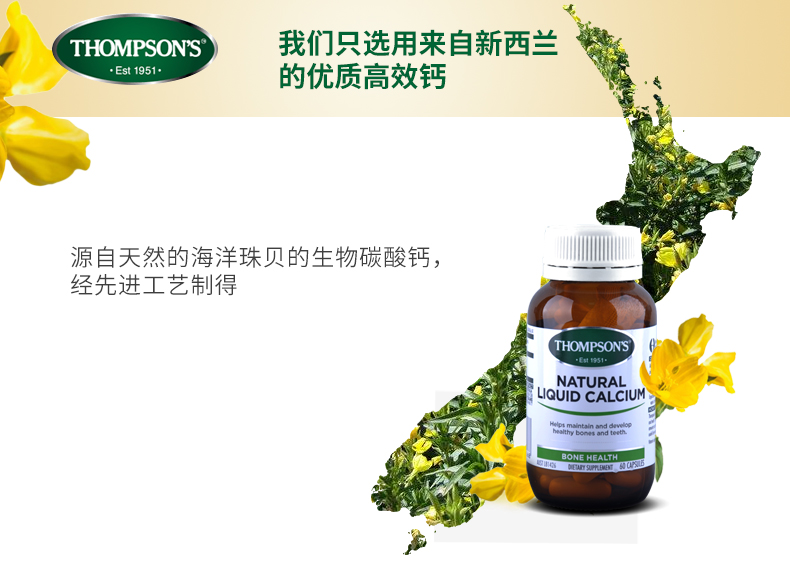 THOMPSON'S®
• Est 1951 •
我们只选用来自新西兰
的优质高效钙
源自天然的海洋珠贝的生物碳酸钙，
经先进工艺制得
THOMPSON'S®
• Est 1951 •
NATURAL
LIQUID CALCIUM
Helps maintain and develop
healthy bones and teeth.
BONE HEALTH
DIETARY SUPPLEMENT
60 CAPSULES